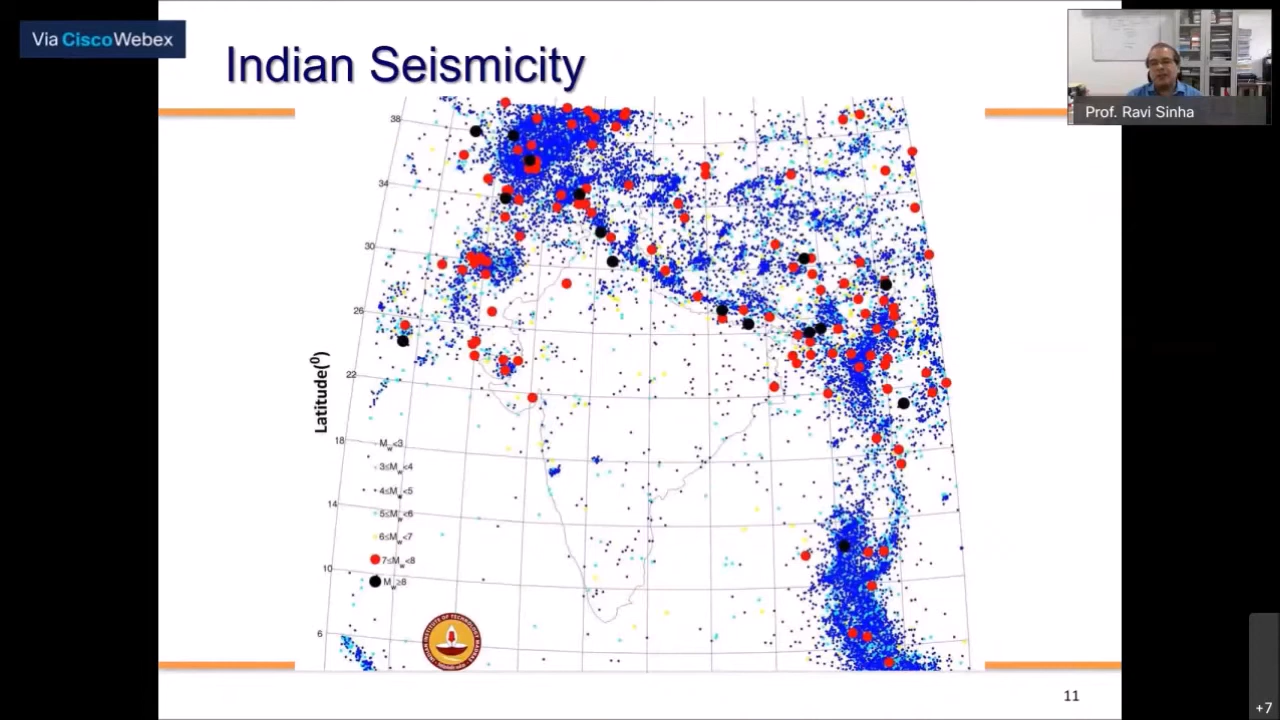 Via CiscoWebex
Indian Seismicity
Prof. Ravi Sinha
38
34
30
26
22
18
14
10
6
Latitude(⁰)
Mw<3
3≤Mw<4
4≤Mw<5
5≤Mw<6
6≤Mw<7
7≤Mw<8
Mw≥8
11
+7